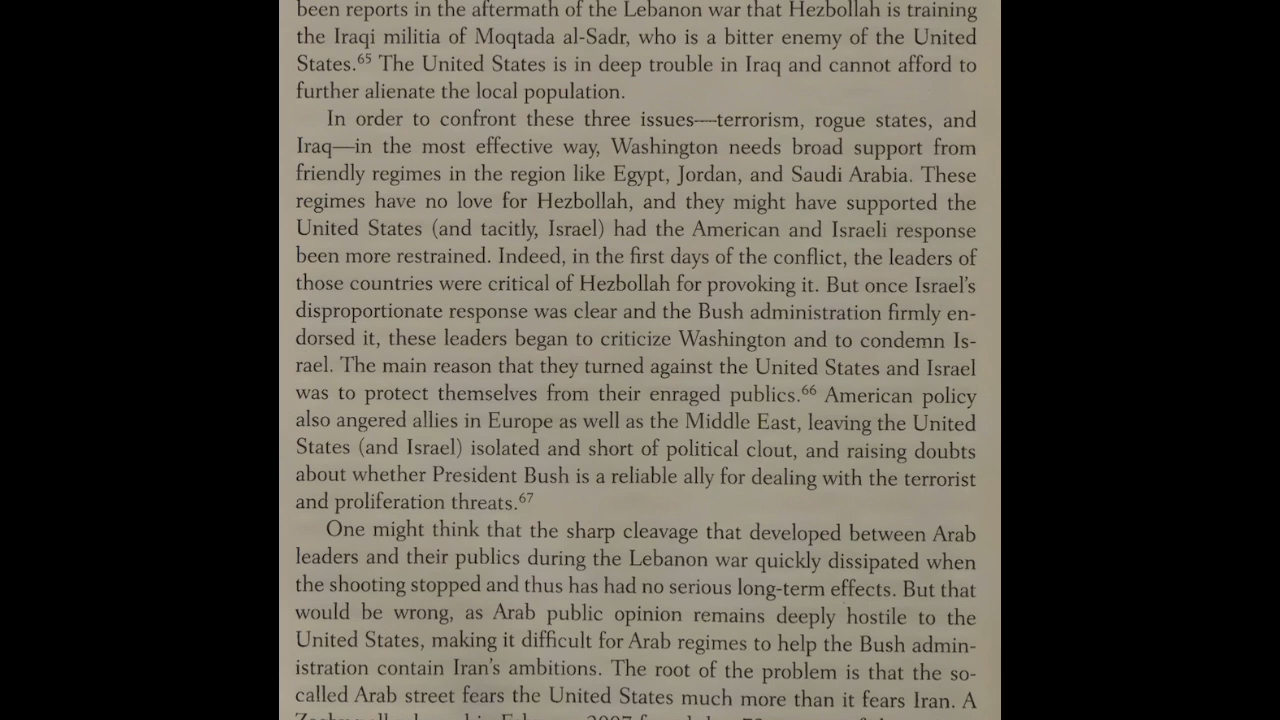 been reports in the aftermath of the Lebanon war that Hezbollah is training
the Iraqi militia of Moqtada al-Sadr, who is a bitter enemy of the United
States.65 The United States is in deep trouble in Iraq and cannot afford to
further alienate the local population.
In order to confront these three issues—terrorism, rogue states, and
Iraq—in the most effective way, Washington needs broad support from
friendly regimes in the region like Egypt, Jordan, and Saudi Arabia. These
regimes have no love for Hezbollah, and they might have supported the
United States (and tacitly, Israel) had the American and Israeli response
been more restrained. Indeed, in the first days of the conflict, the leaders of
those countries were critical of Hezbollah for provoking it. But once Israel's
disproportionate response was clear and the Bush administration firmly en-
dorsed it, these leaders began to criticize Washington and to condemn Is-
rael. The main reason that they turned against the United States and Israel
was to protect themselves from their enraged publics.66 American policy
also angered allies in Europe as well as the Middle East, leaving the United
States (and Israel) isolated and short of political clout, and raising doubts
about whether President Bush is a reliable ally for dealing with the terrorist
and proliferation threats.67
One might think that the sharp cleavage that developed between Arab
leaders and their publics during the Lebanon war quickly dissipated when
the shooting stopped and thus has had no serious long-term effects. But that
would be wrong, as Arab public opinion remains deeply hostile to the
United States, making it difficult for Arab regimes to help the Bush admin-
istration contain Iran's ambitions. The root of the problem is that the so-
called Arab street fears the United States much more than it fears Iran. A